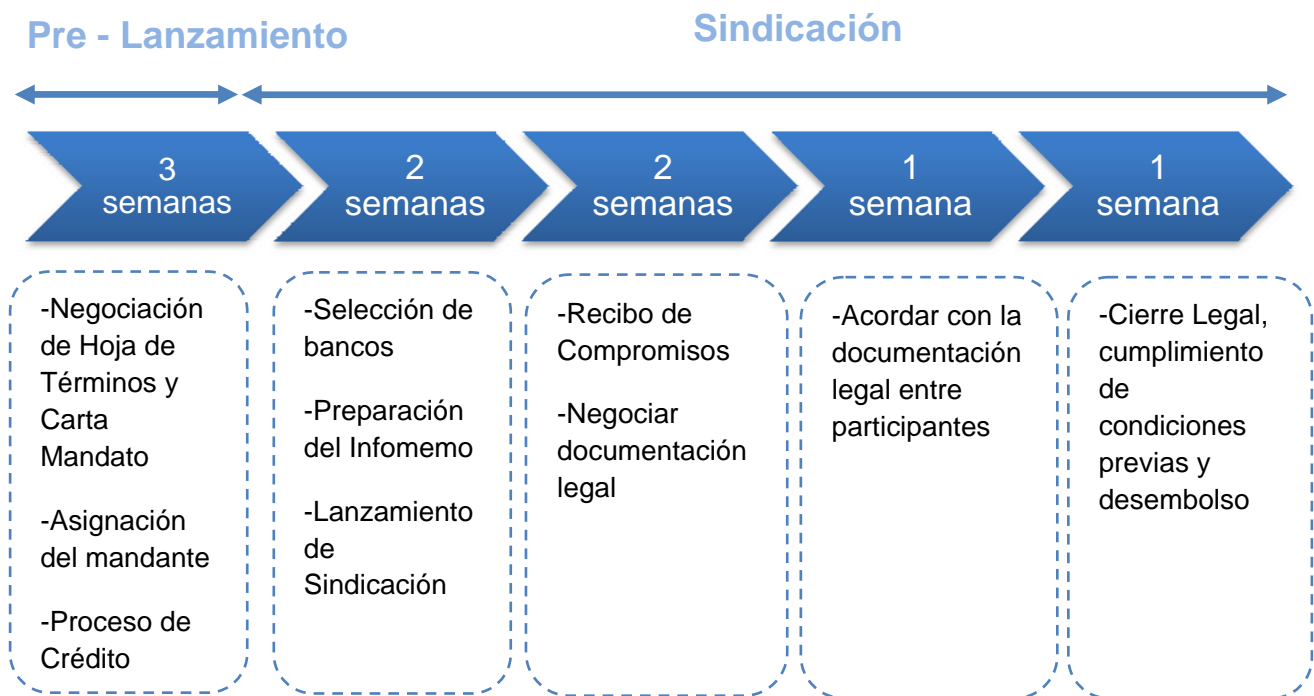 Pre - Lanzamiento
Sindicación
3
semanas
2
semanas
2
semanas
1
semana
1
semana
-Negociación
de Hoja de
Términos y
Carta
Mandato
-Asignación
del mandante
-Proceso de
Crédito
-Selección de
bancos
-Preparación
del Infomemo
-Lanzamiento
de
Sindicación
-Recibo de
Compromisos
-Negociar
documentación
legal
-Acordar con la
documentación
legal entre
participantes
-Cierre Legal,
cumplimiento
de
condiciones
previas y
desembolso